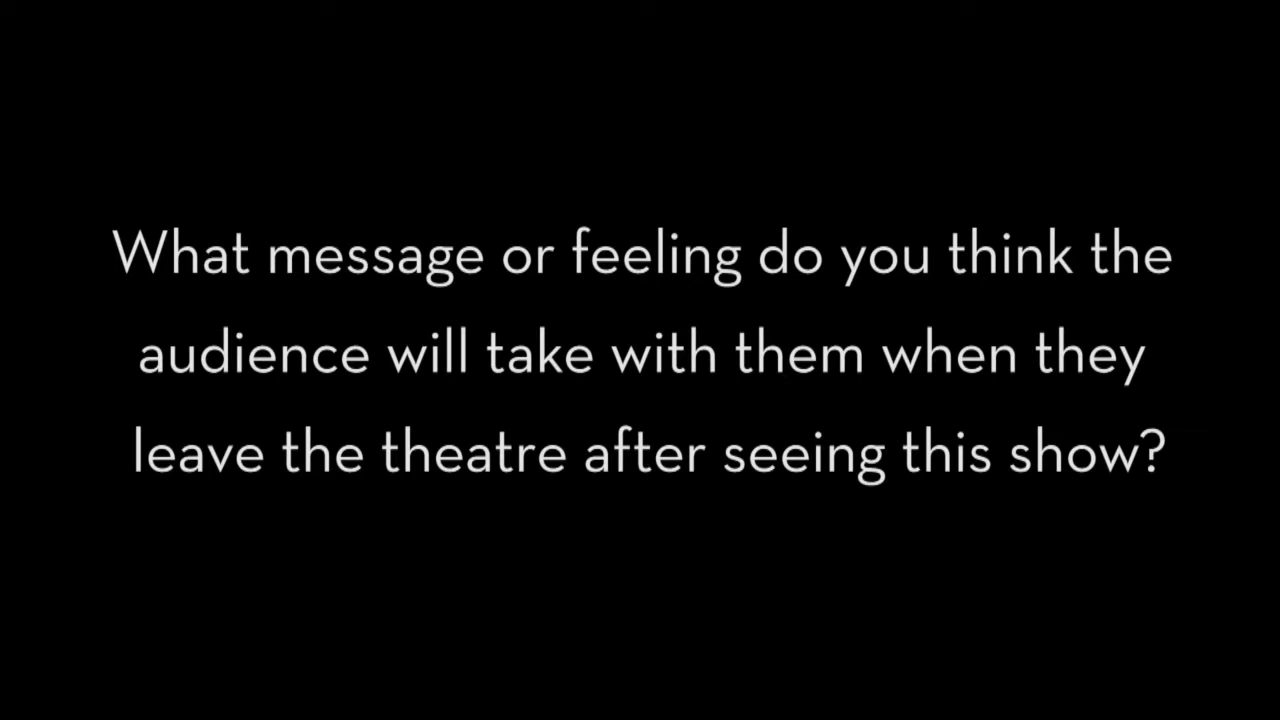 What message or feeling do you think the
audience will take with them when they
leave the theatre after seeing this show?